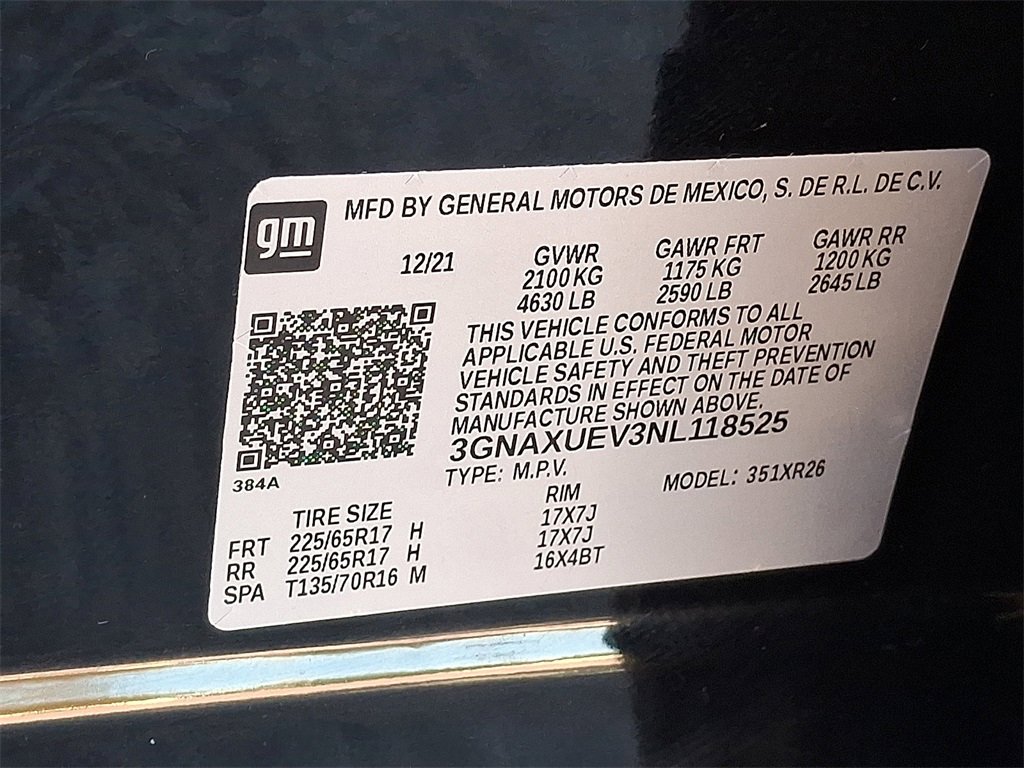 gm
MFD BY GENERAL MOTORS DE MEXICO, S. DE R.L. DE C.V.
12/21
GVWR
2100 KG
4630 LB
GAWR FRT
1175 KG
2590 LB
GAWR RR
1200 KG
2645 LB
THIS VEHICLE CONFORMS TO ALL
APPLICABLE U.S. FEDERAL MOTOR
VEHICLE SAFETY AND THEFT PREVENTION
STANDARDS IN EFFECT ON THE DATE OF
MANUFACTURE SHOWN ABOVE.
3GNAXUEV3NL118525
TYPE: M.P.V. MODEL: 351XR26
384A
TIRE SIZE RIM
FRT 225/65R17 H 17X7J
RR 225/65R17 H 17X7J
SPA T135/70R16 M 16X4BT